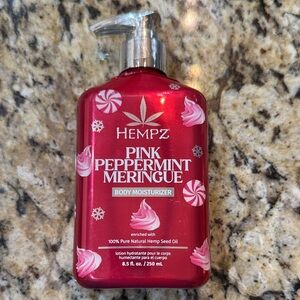 HEMPZ
PINK
PEPPERMINT
MERINGUE
BODY MOISTURIZER
enriched with
100% Pure Natural Hemp Seed Oil
lotion hydratante pour le corps
humectante para el cuerpo
8.5 fl. oz. / 250 mL